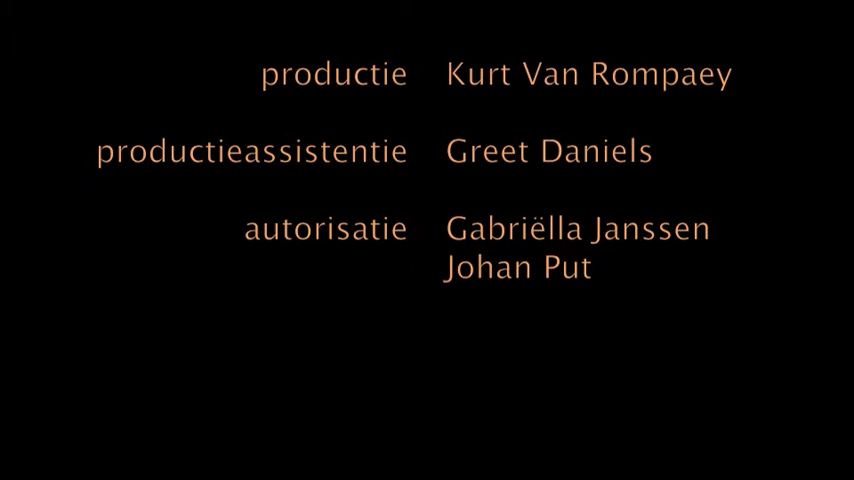 productie Kurt Van Rompaey
productieassistentie Greet Daniels
autorisatie Gabriëlla Janssen
Johan Put